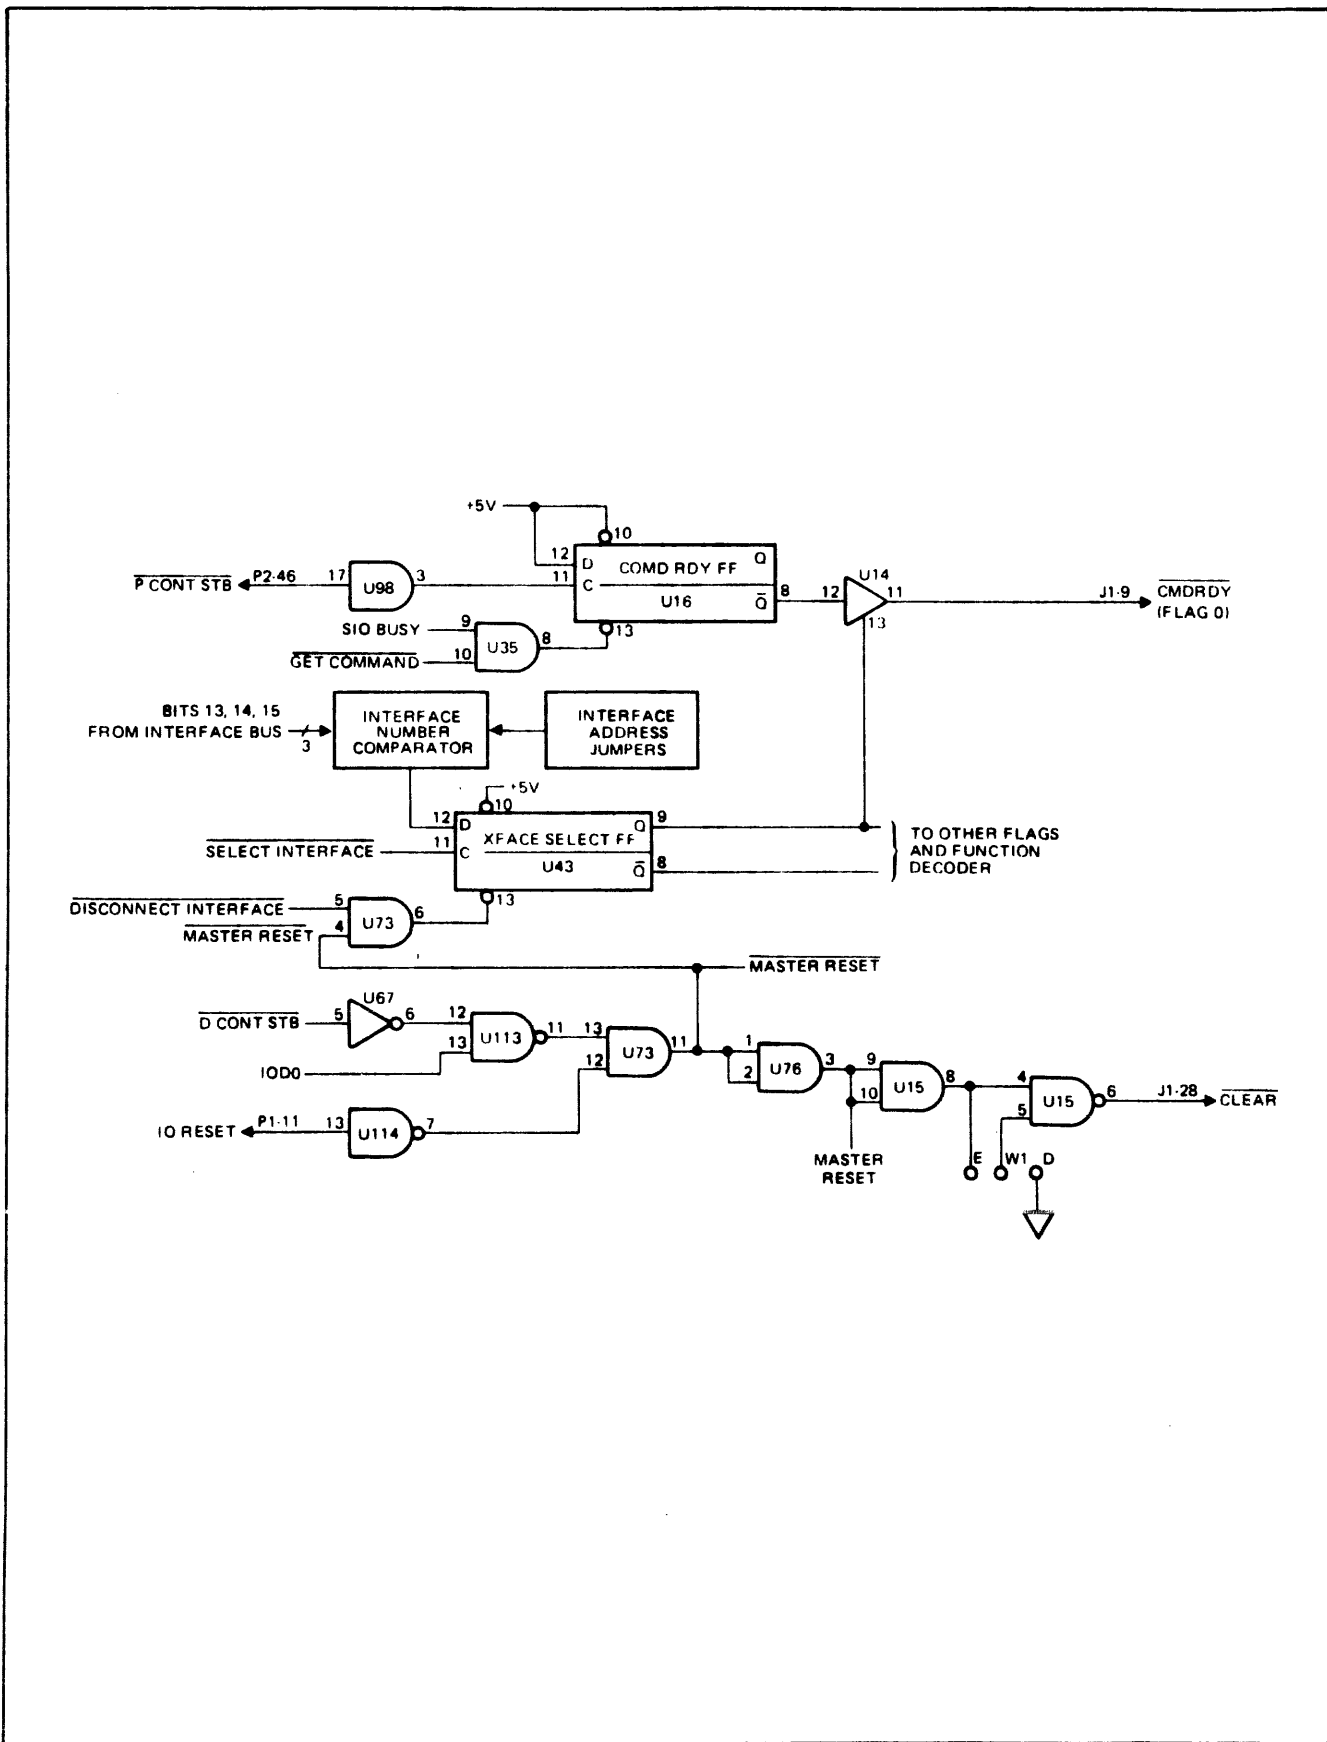 +5V
10
12
D
COMD RDY FF
Q
U14
P CONT STB
P2-46
17
U98
3
11
C
U16
Q̅
8
12
11
J1-9
CMDRDY
(FLAG 0)
13
13
SIO BUSY
9
U35
8
GET COMMAND
10
BITS 13, 14, 15
FROM INTERFACE BUS
3
INTERFACE
NUMBER
COMPARATOR
INTERFACE
ADDRESS
JUMPERS
+5V
10
12
D
XFACE SELECT FF
Q
9
SELECT INTERFACE
11
C
U43
Q̅
8
TO OTHER FLAGS
AND FUNCTION
DECODER
13
DISCONNECT INTERFACE
5
U73
6
MASTER RESET
4
MASTER RESET
U67
D CONT STB
5
6
12
U113
11
13
IOD0
13
U73
11
12
1
U76
3
2
9
U15
8
10
4
U15
6
5
J1-28
CLEAR
IO RESET
P1-11
13
U114
7
MASTER
RESET
E
W1
D